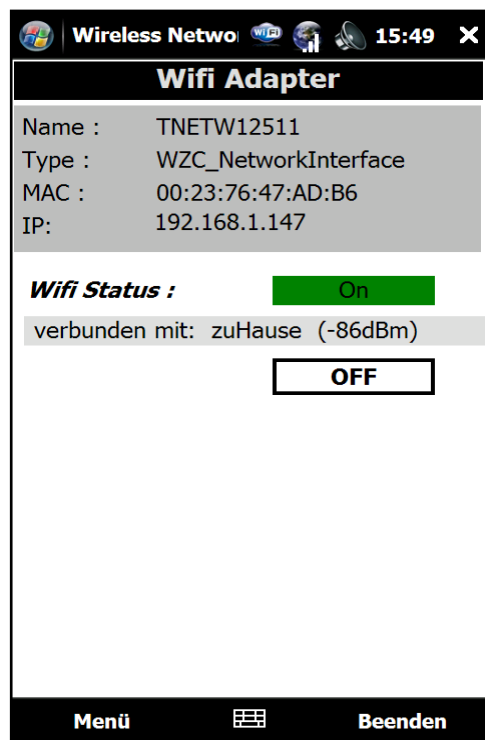 Wireless Netwo WiFi 15:49
Wifi Adapter
Name : TNETW12511
Type : WZC_NetworkInterface
MAC : 00:23:76:47:AD:B6
IP: 192.168.1.147
Wifi Status : On
verbunden mit: zuHause (-86dBm)
OFF
Menü Beenden